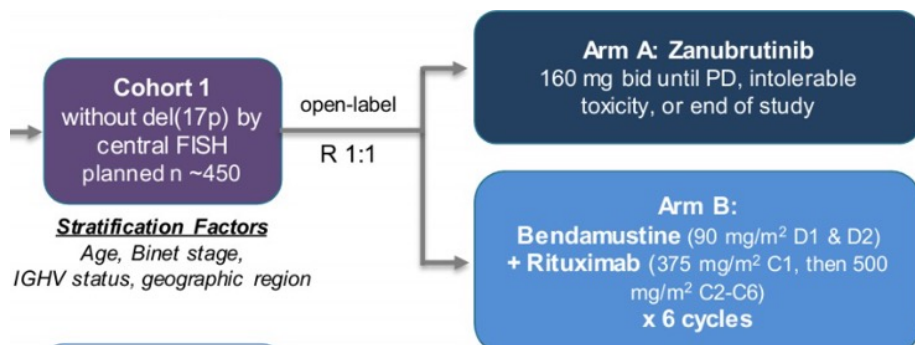 Cohort 1
without del(17p) by
central FISH
planned n ~450
Stratification Factors
Age, Binet stage,
IGHV status, geographic region
open-label
R 1:1
Arm A: Zanubrutinib
160 mg bid until PD, intolerable
toxicity, or end of study
Arm B:
Bendamustine (90 mg/m² D1 & D2)
+ Rituximab (375 mg/m² C1, then 500
mg/m² C2-C6)
x 6 cycles